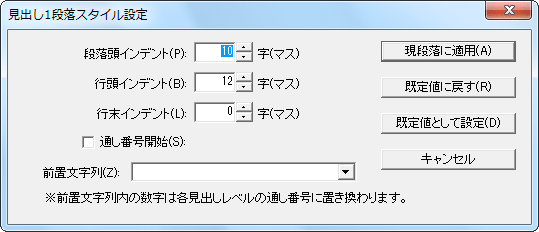 見出し1段落スタイル設定
段落頭インデント(P): 10 字(マス)
現段落に適用(A)
行頭インデント(B): 12 字(マス)
既定値に戻す(R)
行末インデント(L): 0 字(マス)
既定値として設定(D)
通し番号開始(S):
キャンセル
前置文字列(Z):
※前置文字列内の数字は各見出しレベルの通し番号に置き換わります。